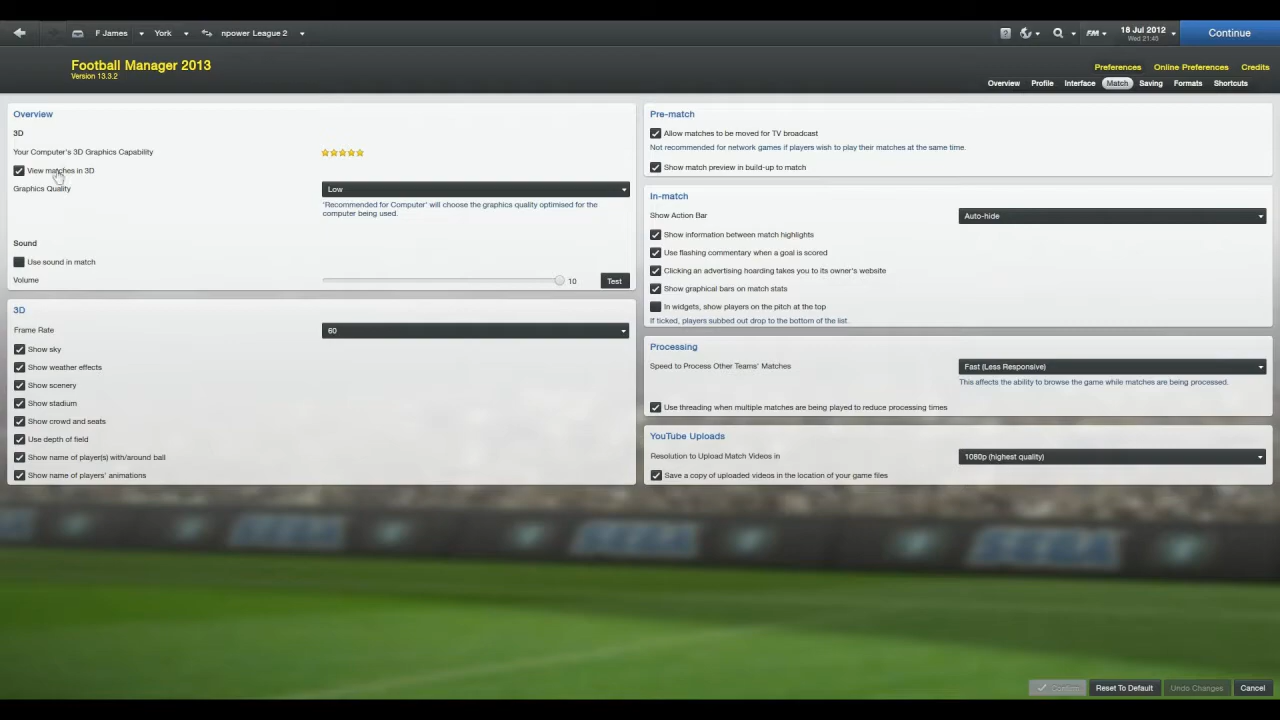 F James
York
npower League 2
?
FM
18 Jul 2012
Wed 21:45
Continue
Football Manager 2013
Version 13.3.2
Preferences
Online Preferences
Credits
Overview
Profile
Interface
Match
Saving
Formats
Shortcuts
Overview
3D
Your Computer's 3D Graphics Capability
View matches in 3D
Graphics Quality
Low
'Recommended for Computer' will choose the graphics quality optimised for the
computer being used.
Sound
Use sound in match
Volume
10
Test
3D
Frame Rate
60
Show sky
Show weather effects
Show scenery
Show stadium
Show crowd and seats
Use depth of field
Show name of player(s) with/around ball
Show name of players' animations
Pre-match
Allow matches to be moved for TV broadcast
Not recommended for network games if players wish to play their matches at the same time.
Show match preview in build-up to match
In-match
Show Action Bar
Auto-hide
Show information between match highlights
Use flashing commentary when a goal is scored
Clicking an advertising hoarding takes you to its owner's website
Show graphical bars on match stats
In widgets, show players on the pitch at the top
If ticked, players subbed out drop to the bottom of the list.
Processing
Speed to Process Other Teams' Matches
Fast (Less Responsive)
This affects the ability to browse the game while matches are being processed.
Use threading when multiple matches are being played to reduce processing times
YouTube Uploads
Resolution to Upload Match Videos in
1080p (highest quality)
Save a copy of uploaded videos in the location of your game files
SEGA
SEGA
SEGA
Confirm
Reset To Default
Undo Changes
Cancel